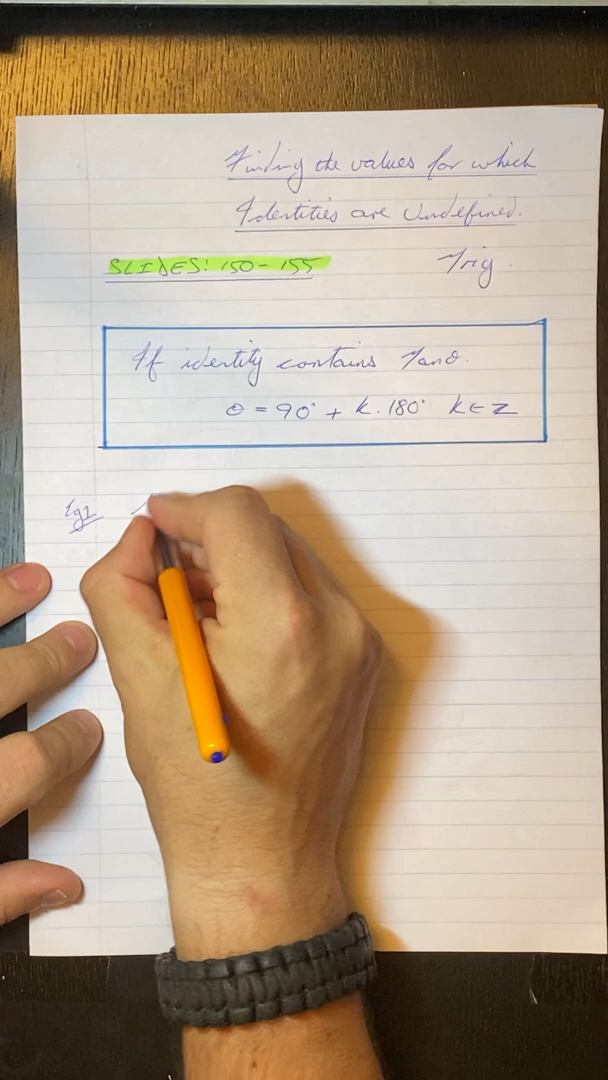 Finding the values for which
Identities are Undefined.
SLIDES: 150 - 155
Trig.
If identity contains Tanθ.
θ = 90° + k.180° k∈Z
Eg1